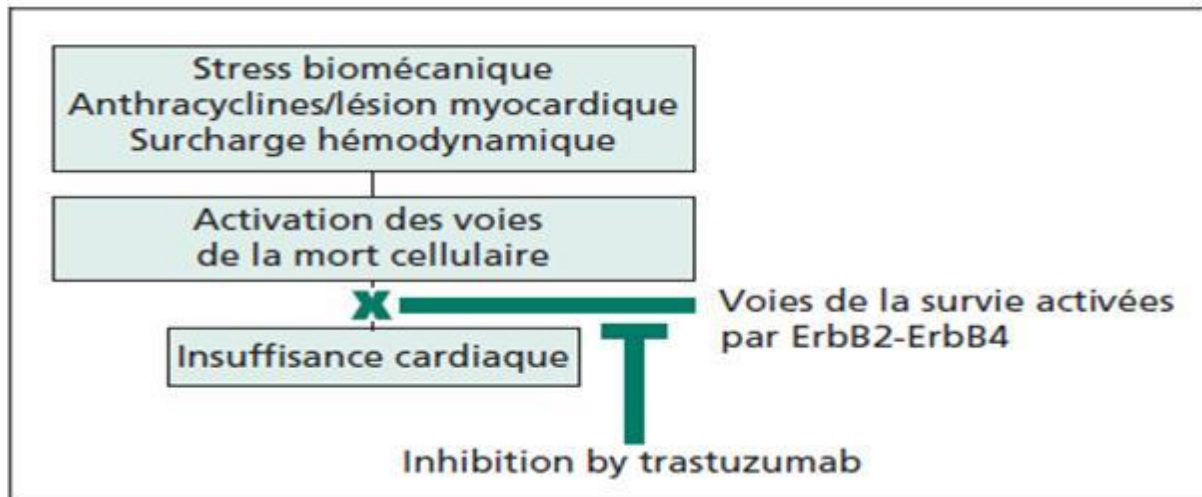 Stress biomécanique
Anthracyclines/lésion myocardique
Surcharge hémodynamique
Activation des voies
de la mort cellulaire
Voies de la survie activées
par ErbB2-ErbB4
Insuffisance cardiaque
Inhibition by trastuzumab